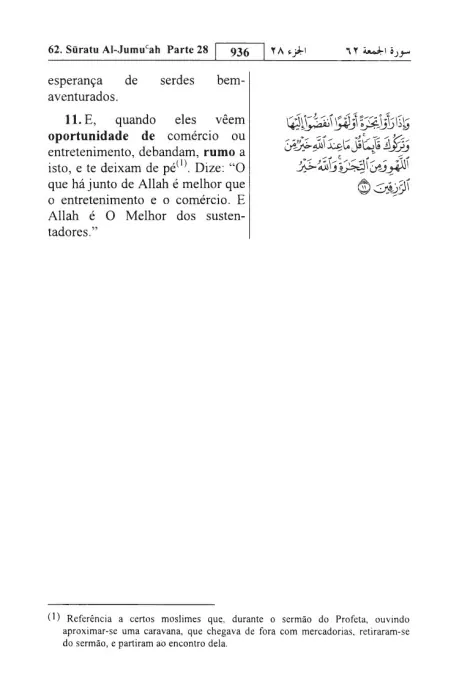 62. Sūratu Al-Jumuᶜah Parte 28 936 الجزء ٢٨ سورة الجمعة ٦٢
esperança de serdes bem-
aventurados.
11. E, quando eles vêem
oportunidade de comércio ou
entretenimento, debandam, rumo a
isto, e te deixam de pé(1). Dize: “O
que há junto de Allah é melhor que
o entretenimento e o comércio. E
Allah é O Melhor dos susten-
tadores.”
وَإِذَا رَأَوْا۟ تِجَٰرَةً أَوْ لَهْوًا ٱنفَضُّوٓا۟ إِلَيْهَا
وَتَرَكُوكَ قَآئِمًا ۚ قُلْ مَا عِندَ ٱللَّهِ خَيْرٌ مِّنَ
ٱللَّهْوِ وَمِنَ ٱلتِّجَٰرَةِ ۚ وَٱللَّهُ خَيْرُ
ٱلرَّٰزِقِينَ ١١
(1) Referência a certos moslimes que, durante o sermão do Profeta, ouvindo
aproximar-se uma caravana, que chegava de fora com mercadorias, retiraram-se
do sermão, e partiram ao encontro dela.